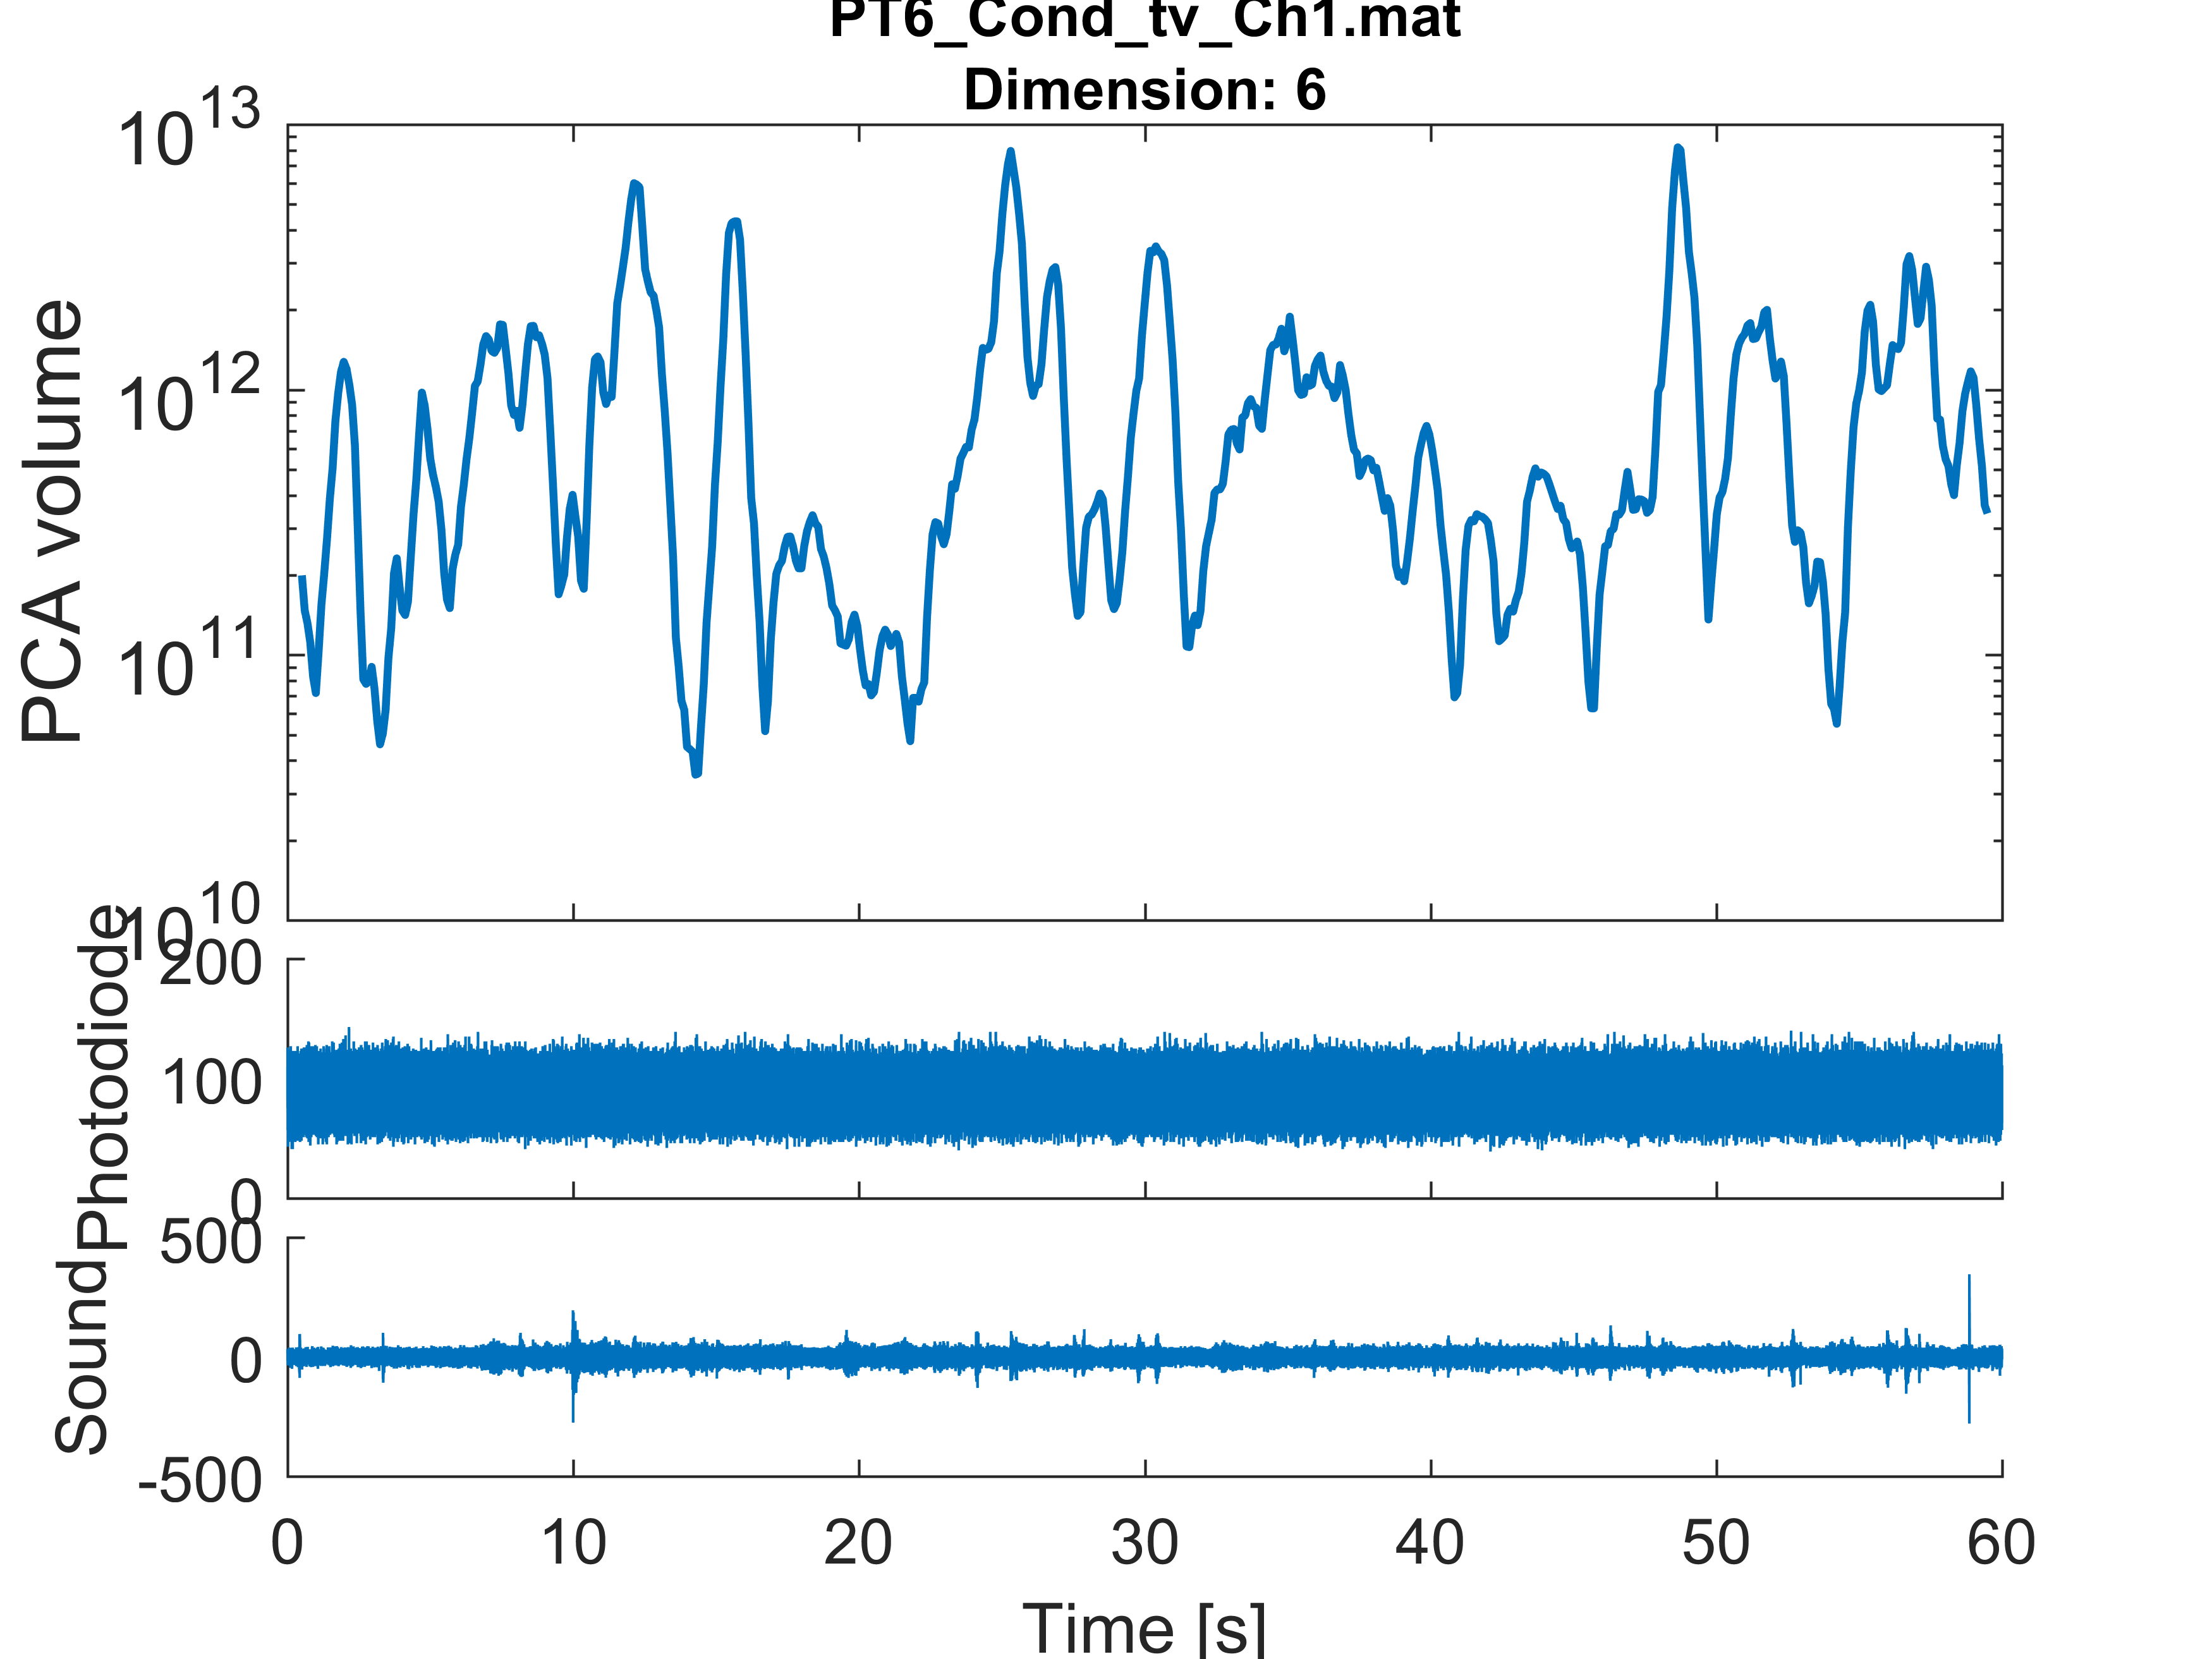 PT6_Cond_tv_Ch1.mat
Dimension: 6
PCA volume
10^13
10^12
10^11
10^10
Photodiode
200
100
0
Sound
500
0
-500
0 10 20 30 40 50 60
Time [s]